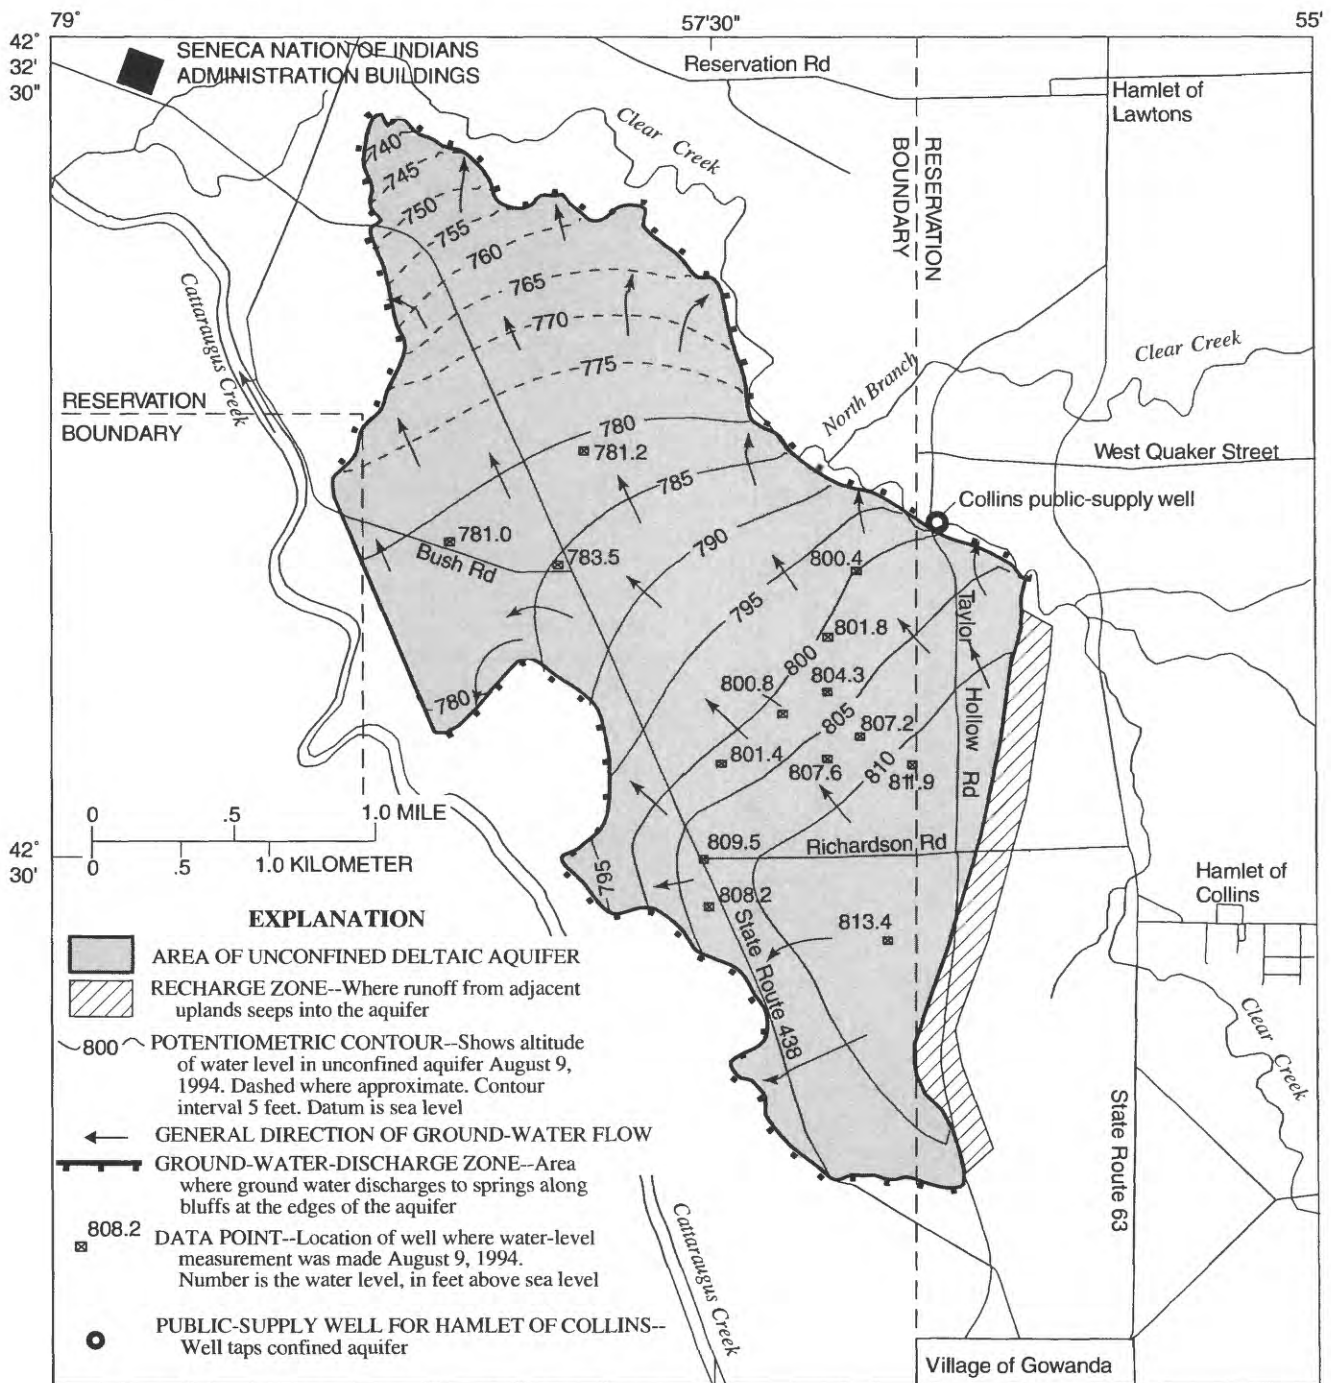 79°
57'30"
55'
42°
32'
30"
SENECA NATION OF INDIANS
ADMINISTRATION BUILDINGS
Reservation Rd
Hamlet of
Lawtons
Clear Creek
RESERVATION
BOUNDARY
740
745
750
755
760
765
770
775
780
785
790
795
800
805
810
Cattaraugus Creek
North Branch
Clear Creek
RESERVATION
BOUNDARY
West Quaker Street
Collins public-supply well
781.2
781.0
783.5
Bush Rd
800.4
801.8
804.3
800.8
807.2
801.4
807.6
811.9
Taylor Hollow Rd
780
795
809.5
Richardson Rd
808.2
813.4
State Route 438
Hamlet of
Collins
Clear Creek
State Route 63
Cattaraugus Creek
Village of Gowanda
0 .5 1.0 MILE
0 .5 1.0 KILOMETER
42°
30'
EXPLANATION
AREA OF UNCONFINED DELTAIC AQUIFER
RECHARGE ZONE--Where runoff from adjacent
uplands seeps into the aquifer
800
POTENTIOMETRIC CONTOUR--Shows altitude
of water level in unconfined aquifer August 9,
1994. Dashed where approximate. Contour
interval 5 feet. Datum is sea level
GENERAL DIRECTION OF GROUND-WATER FLOW
GROUND-WATER-DISCHARGE ZONE--Area
where ground water discharges to springs along
bluffs at the edges of the aquifer
808.2
DATA POINT--Location of well where water-level
measurement was made August 9, 1994.
Number is the water level, in feet above sea level
PUBLIC-SUPPLY WELL FOR HAMLET OF COLLINS--
Well taps confined aquifer